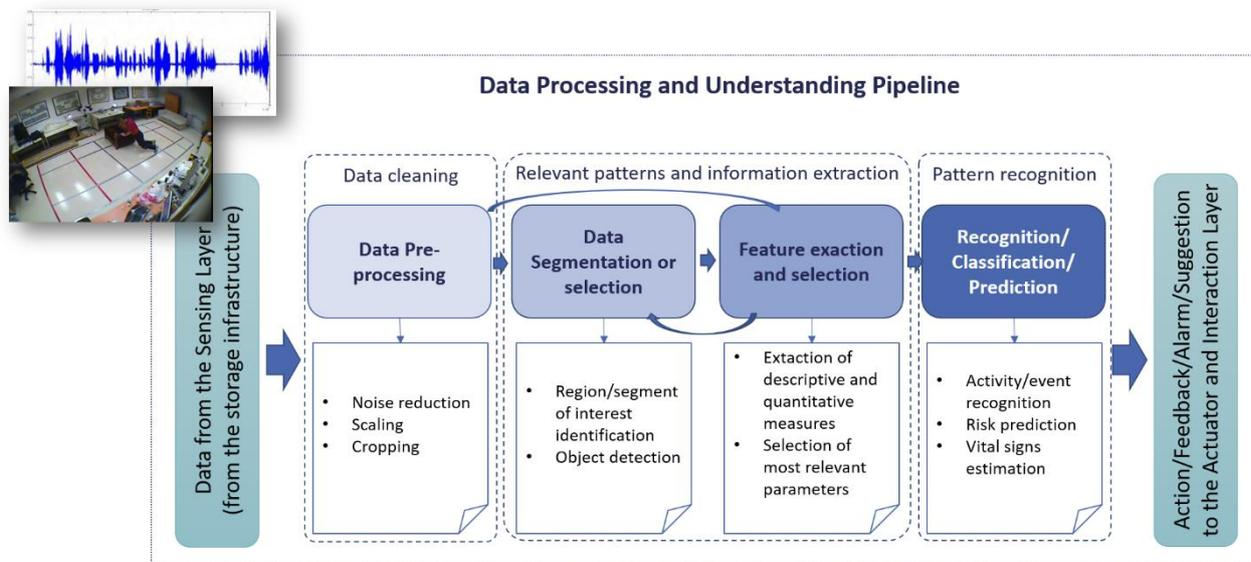 Data Processing and Understanding Pipeline
Data from the Sensing Layer
(from the storage infrastructure)
Data cleaning
Data Pre-
processing
• Noise reduction
• Scaling
• Cropping
Relevant patterns and information extraction
Data
Segmentation or
selection
• Region/segment
of interest
identification
• Object detection
Feature exaction
and selection
• Extaction of
descriptive and
quantitative
measures
• Selection of
most relevant
parameters
Pattern recognition
Recognition/
Classification/
Prediction
• Activity/event
recognition
• Risk prediction
• Vital signs
estimation
Action/Feedback/Alarm/Suggestion
to the Actuator and Interaction Layer